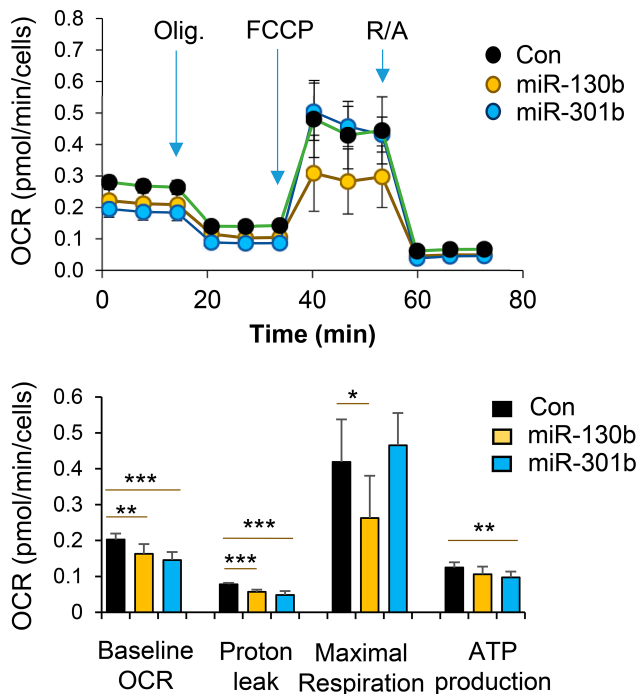 OCR (pmol/min/cells)
0.8
0.7
0.6
0.5
0.4
0.3
0.2
0.1
0.0
Olig. FCCP R/A
Con
miR-130b
miR-301b
0 20 40 60 80
Time (min)
OCR (pmol/min/cells)
0.6
0.5
0.4
0.3
0.2
0.1
0
Con
miR-130b
miR-301b
***
**
***
***
*
**
Baseline OCR
Proton leak
Maximal Respiration
ATP production